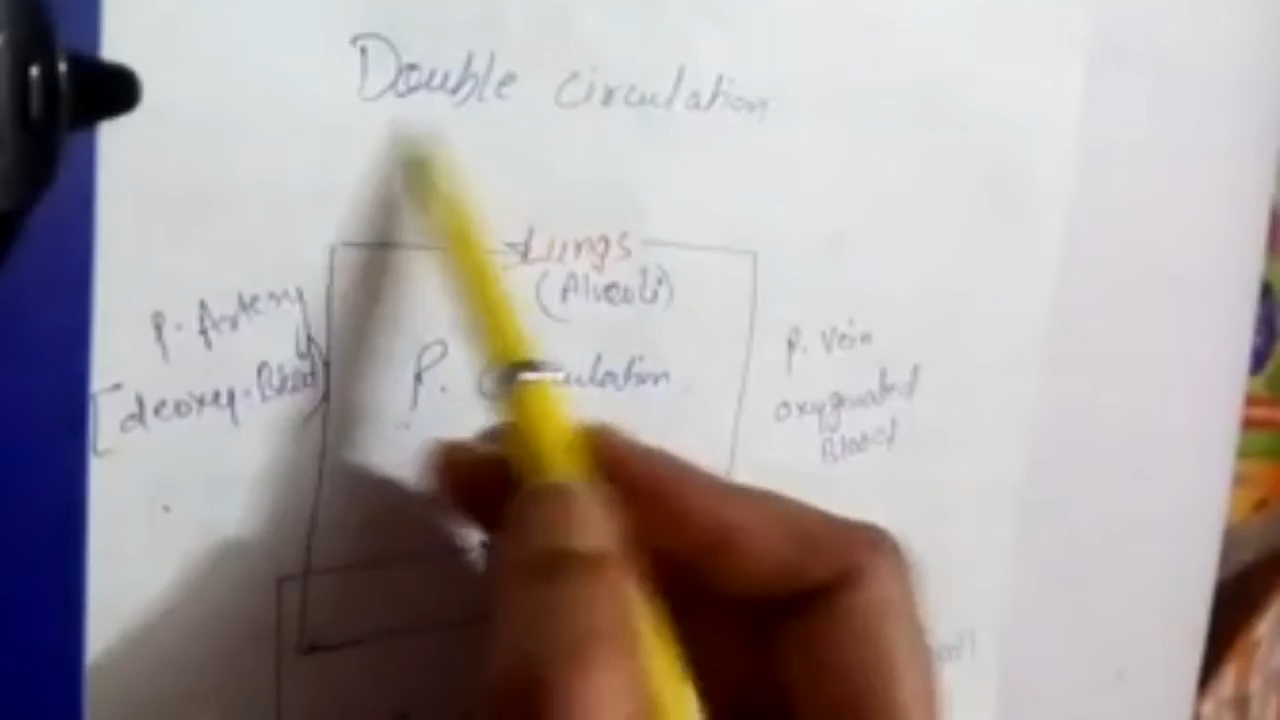 Double circulation
Lungs
(Alveoli)
P. Artery
[deoxy. Blood
P. vein
oxygenated
Blood
P.